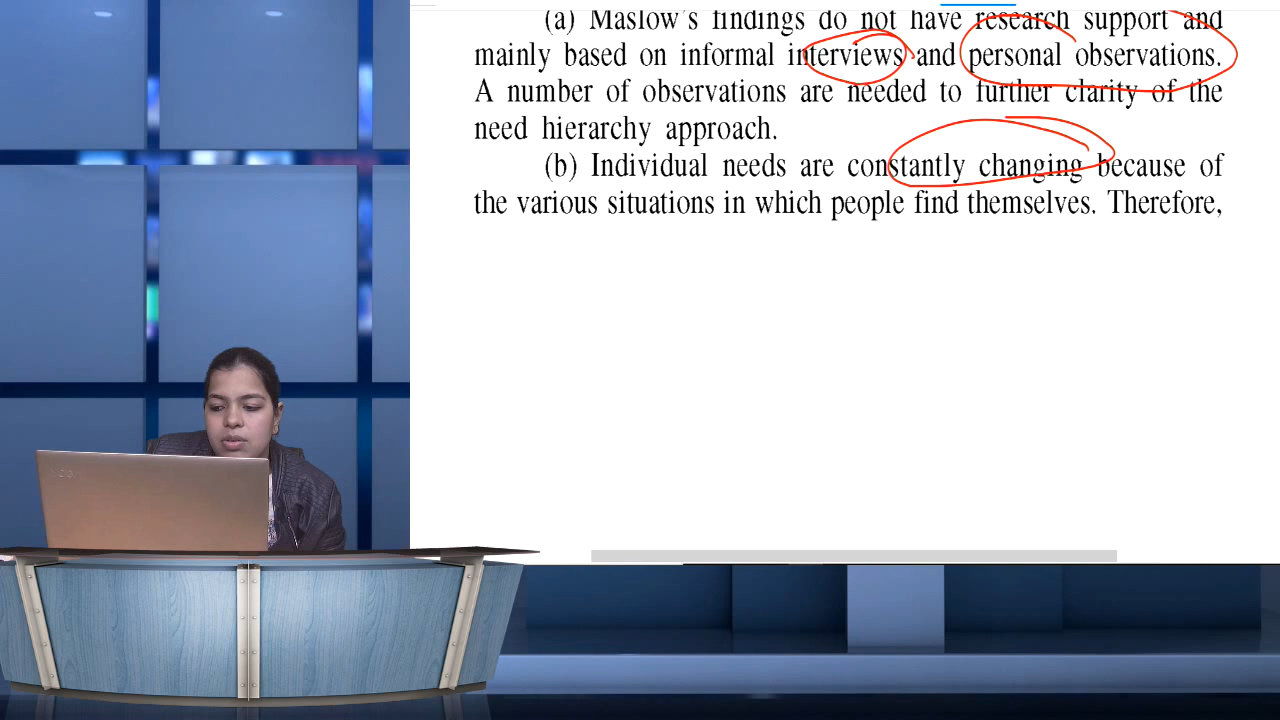 (a) Maslow's findings do not have research support and
mainly based on informal interviews and personal observations.
A number of observations are needed to further clarity of the
need hierarchy approach.
(b) Individual needs are constantly changing because of
the various situations in which people find themselves. Therefore,